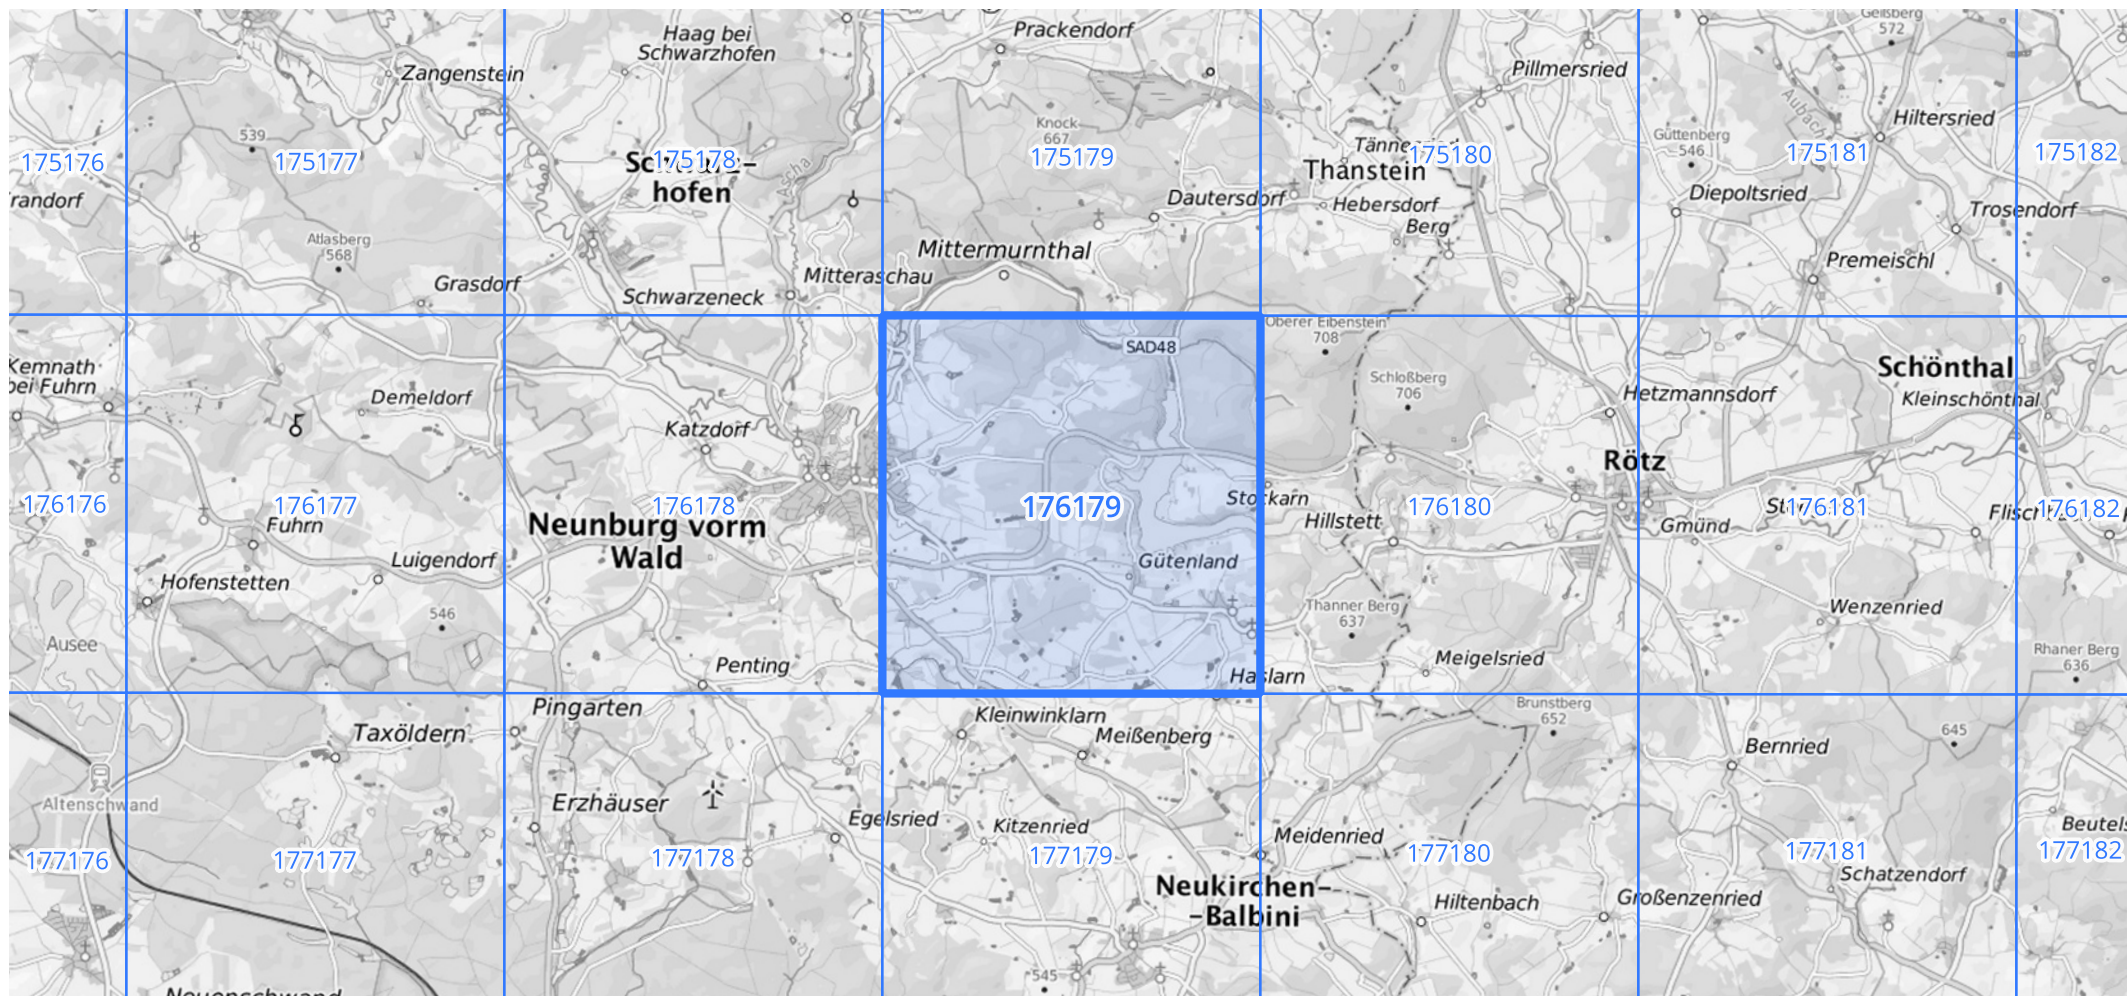 Haag bei
Schwarzhofen
Prackendorf
Geißberg
572
Zangenstein
Pillmersried
Hiltersried
Aubach
539
Knock
667
Güttenberg
546
175176
175177
175178
hofen
Ascha
175179
175180
Thanstein
175181
175182
Diepoltsried
Dautersdorf
Hebersdorf
Berg
Trosendorf
Atlasberg
568
Mittermurnthal
Premeischl
Grasdorf
Schwarzeneck
Mitteraschau
Oberer Eibenstein
708
SAD48
Kemnath
bei Fuhrn
Demeldorf
Schloßberg
706
Schönthal
Hetzmannsdorf
Kleinschönthal
Katzdorf
Rötz
176176
176177
176178
176179
Stockarn
176180
176181
176182
Fuhrn
Neunburg vorm
Wald
Hillstett
Gmünd
Luigendorf
Gütenland
Hofenstetten
546
Thanner Berg
637
Wenzenried
Ausee
Penting
Haslarn
Meigelsried
Rhaner Berg
636
Pingarten
Taxöldern
Kleinwinklarn
Meißenberg
Brunstberg
652
645
Bernried
Altenschwand
Erzhäuser
Egelsried
Kitzenried
Meidenried
177176
177177
177178
177179
177180
177181
177182
Schatzendorf
Neukirchen-
-Balbini
Hiltenbach
Großenzenried
545